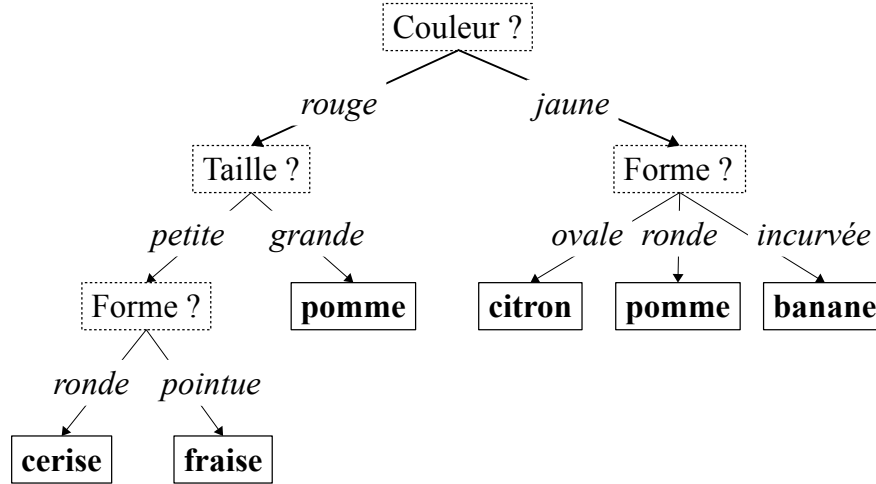 Couleur ?
rouge jaune
Taille ? Forme ?
petite grande ovale ronde incurvée
Forme ? pomme citron pomme banane
ronde pointue
cerise fraise